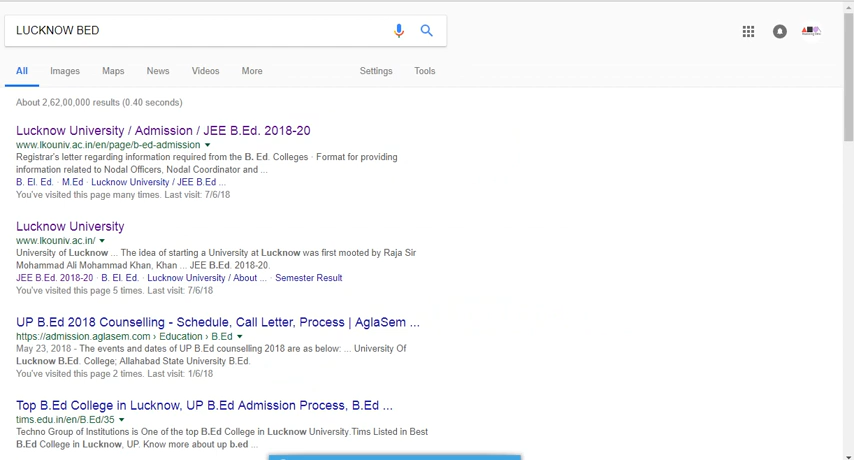 LUCKNOW BED
All Images Maps News Videos More Settings Tools
About 2,62,00,000 results (0.40 seconds)
Lucknow University / Admission / JEE B.Ed. 2018-20
www.lkouniv.ac.in/en/page/b-ed-admission
Registrar's letter regarding information required from the B. Ed. Colleges · Format for providing
information related to Nodal Officers, Nodal Coordinator and ...
B. El. Ed. · M.Ed · Lucknow University / JEE B.Ed ...
You've visited this page many times. Last visit: 7/6/18
Lucknow University
www.lkouniv.ac.in/
University of Lucknow ... The idea of starting a University at Lucknow was first mooted by Raja Sir
Mohammad Ali Mohammad Khan, Khan ... JEE B.Ed. 2018-20.
JEE B.Ed. 2018-20 · B. El. Ed. · Lucknow University / About ... · Semester Result
You've visited this page 5 times. Last visit: 7/6/18
UP B.Ed 2018 Counselling - Schedule, Call Letter, Process | AglaSem ...
https://admission.aglasem.com › Education › B.Ed
May 23, 2018 - The events and dates of UP B.Ed counselling 2018 are as below: ... University Of
Lucknow B.Ed. College; Allahabad State University B.Ed.
You've visited this page 2 times. Last visit: 1/6/18
Top B.Ed College in Lucknow, UP B.Ed Admission Process, B.Ed ...
tims.edu.in/en/B.Ed/35
Techno Group of Institutions is One of the top B.Ed College in Lucknow University.Tims Listed in Best
B.Ed College in Lucknow, UP. Know more about up b.ed ...